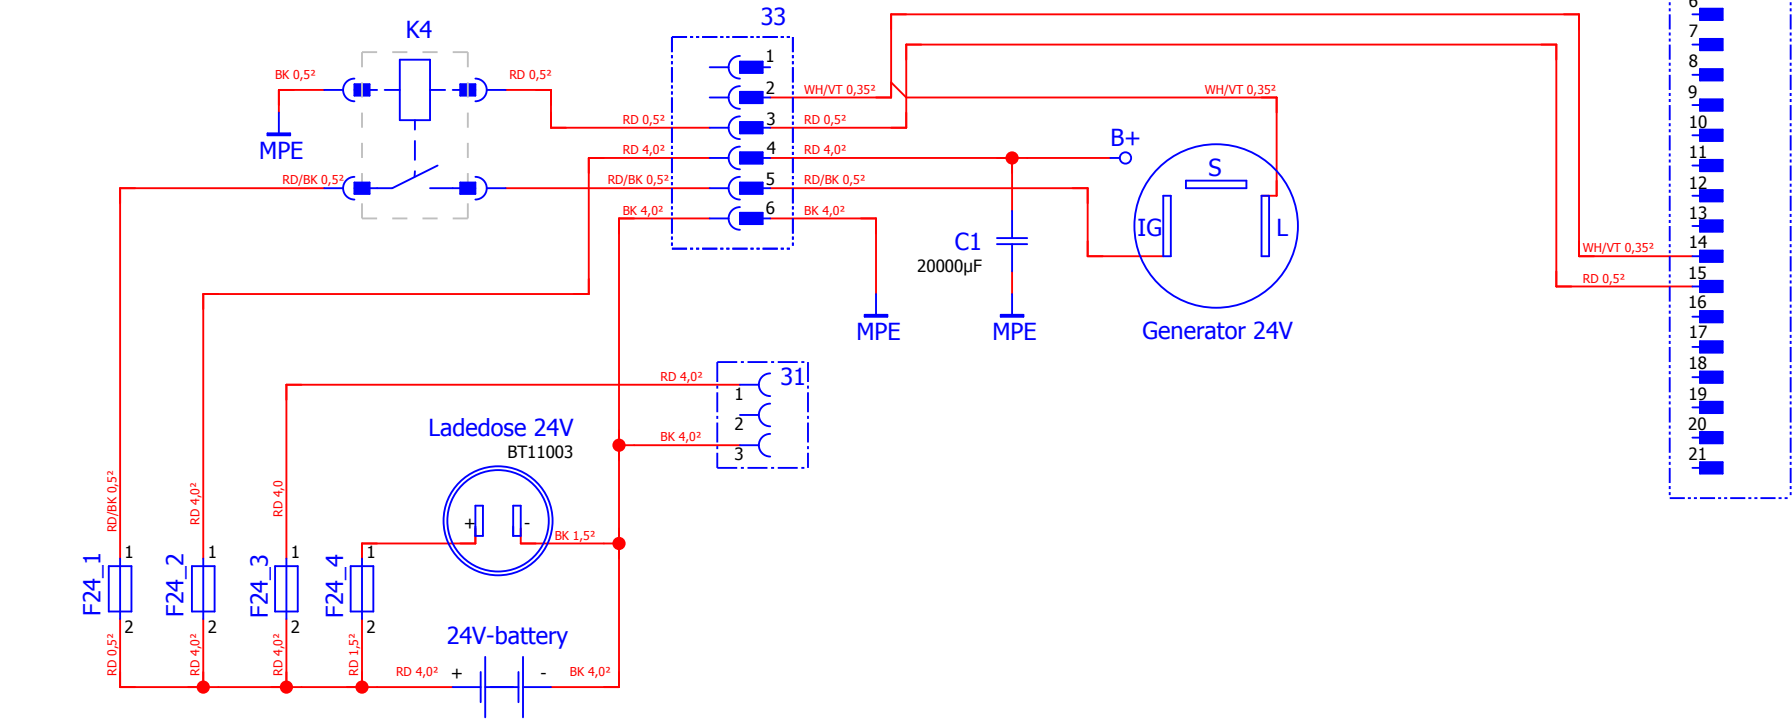 33
6
7
8
9
10
11
12
13
14
15
16
17
18
19
20
21
K4
BK 0,5²
RD 0,5²
MPE
RD/BK 0,5²
1
2
3
4
5
6
RD 0,5²
RD 4,0²
RD/BK 0,5²
BK 4,0²
WH/VT 0,35²
RD 0,5²
RD 4,0²
RD/BK 0,5²
BK 4,0²
WH/VT 0,35²
B+
S
IG
L
C1
20000µF
MPE
MPE
Generator 24V
WH/VT 0,35²
RD 0,5²
RD 4,0²
31
1
2
3
BK 4,0²
Ladedose 24V
BT11003
+
-
BK 1,5²
RD/BK 0,5²
RD 4,0²
RD 4,0
F24_1
1
2
F24_2
1
2
F24_3
1
2
F24_4
1
2
RD 0,5²
RD 4,0²
RD 4,0²
RD 1,5²
24V-battery
RD 4,0²
+
-
BK 4,0²